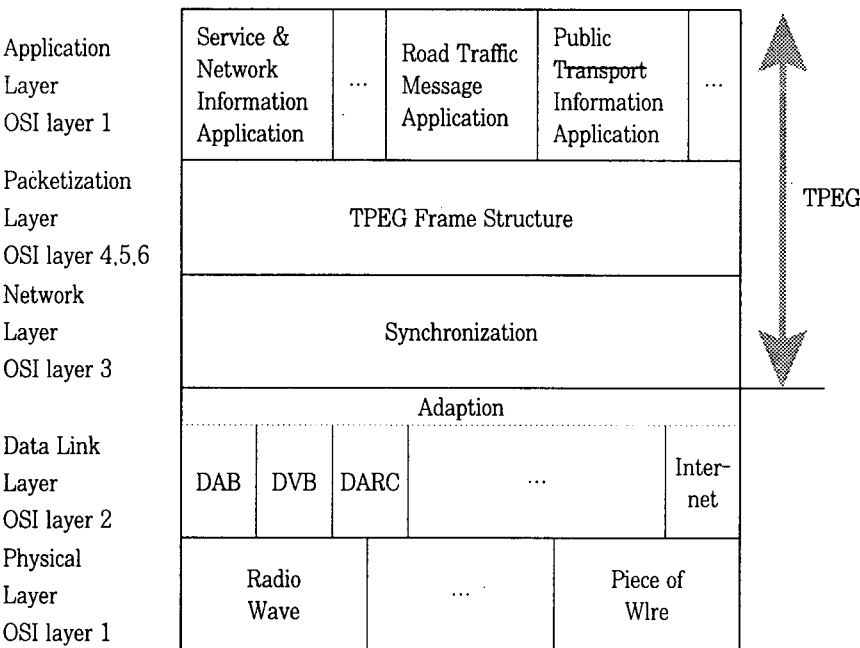 Application
Layer
OSI layer 1
Service &
Network
Information
Application
...
Road Traffic
Message
Application
Public
Transport
Information
Application
...
Packetization
Layer
OSI layer 4,5,6
TPEG Frame Structure
TPEG
Network
Layer
OSI layer 3
Synchronization
Adaption
Data Link
Layer
OSI layer 2
DAB
DVB
DARC
...
Inter-
net
Physical
Layer
OSI layer 1
Radio
Wave
...
Piece of
WIre